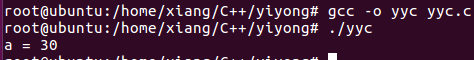 root@ubuntu:/home/xiang/C++/yiyong# gcc -o yyc yyc.c
root@ubuntu:/home/xiang/C++/yiyong# ./yyc
a = 30